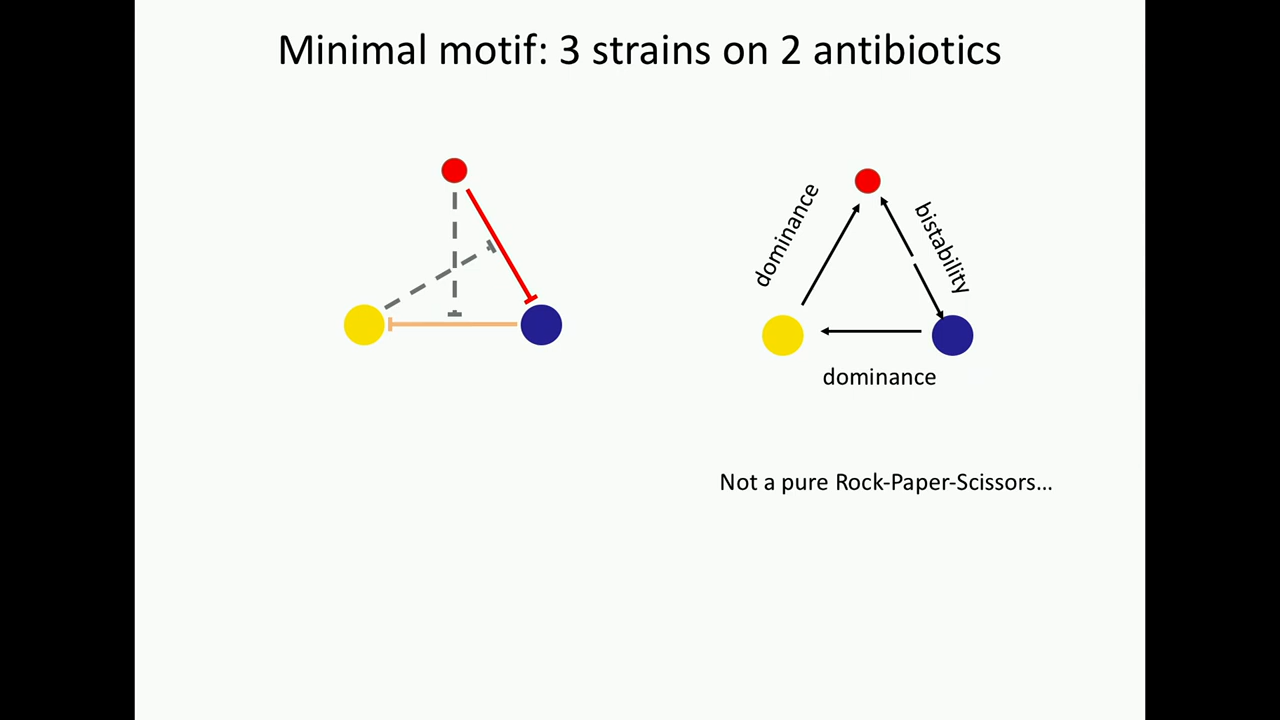 Minimal motif: 3 strains on 2 antibiotics
dominance
bistability
dominance
Not a pure Rock-Paper-Scissors...